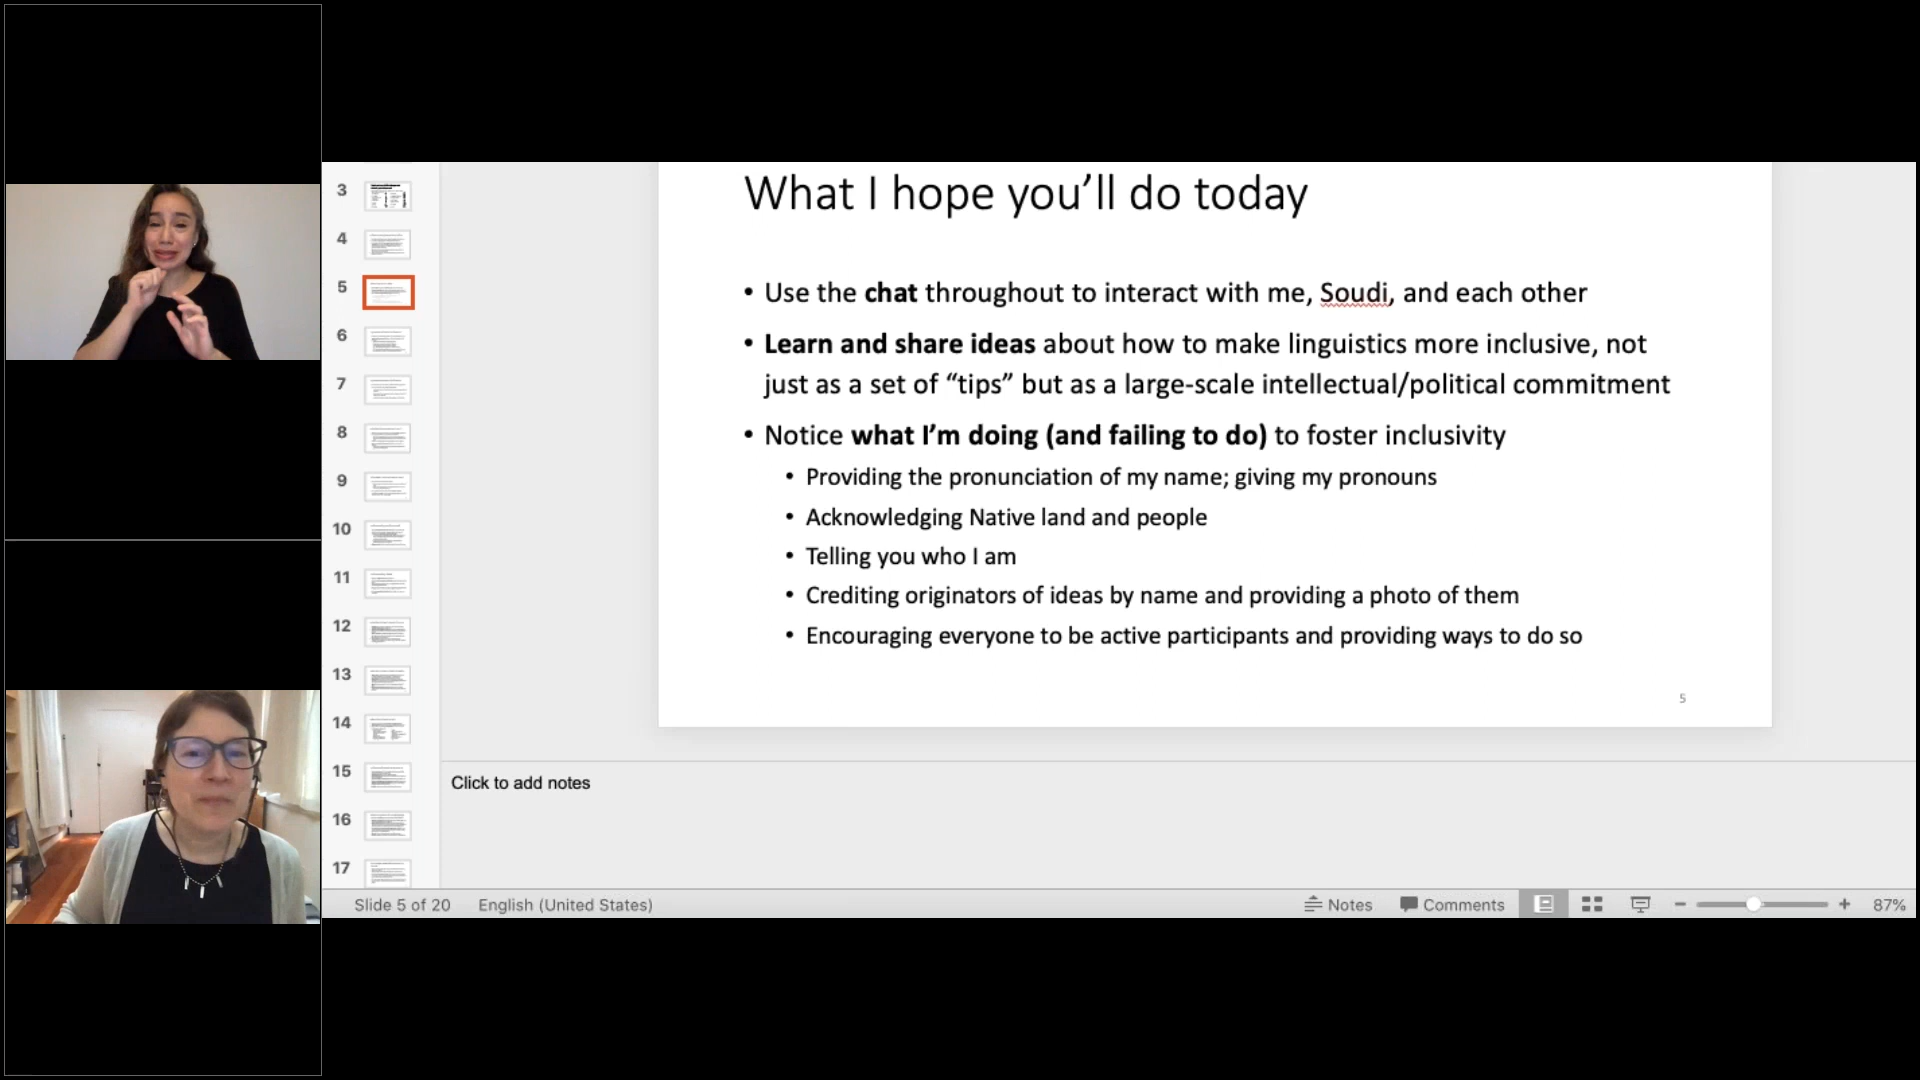 What I hope you’ll do today
• Use the chat throughout to interact with me, Soudi, and each other
• Learn and share ideas about how to make linguistics more inclusive, not
just as a set of “tips” but as a large-scale intellectual/political commitment
• Notice what I’m doing (and failing to do) to foster inclusivity
• Providing the pronunciation of my name; giving my pronouns
• Acknowledging Native land and people
• Telling you who I am
• Crediting originators of ideas by name and providing a photo of them
• Encouraging everyone to be active participants and providing ways to do so
5
3
4
5
6
7
8
9
10
11
12
13
14
15
16
17
Click to add notes
Slide 5 of 20 English (United States) Notes Comments 87%